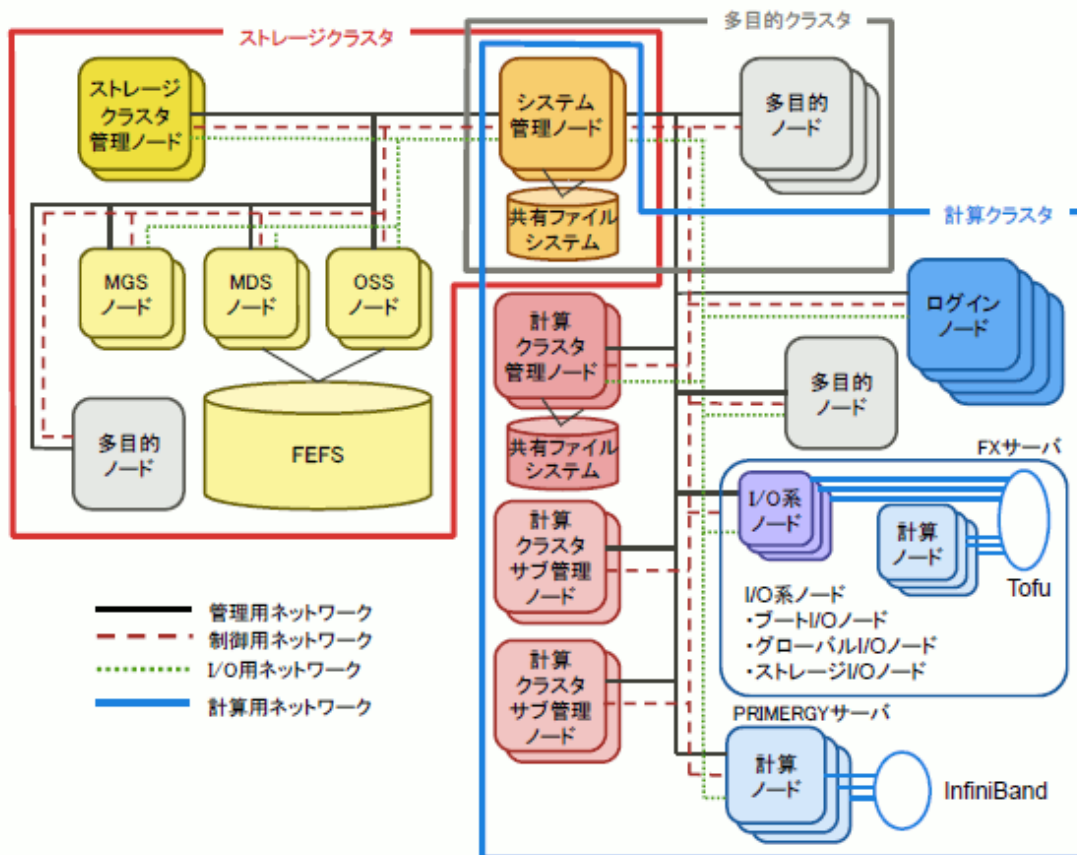 ストレージクラスタ
多目的クラスタ
計算クラスタ
ストレージ
クラスタ
管理ノード
システム
管理ノード
多目的
ノード
共有ファイル
システム
MGS
ノード
MDS
ノード
OSS
ノード
FEFS
多目的
ノード
計算
クラスタ
管理ノード
共有ファイル
システム
ログイン
ノード
多目的
ノード
FXサーバ
I/O系
ノード
計算
ノード
Tofu
I/O系ノード
・ブートI/Oノード
・グローバルI/Oノード
・ストレージI/Oノード
計算
クラスタ
サブ管理
ノード
計算
クラスタ
サブ管理
ノード
PRIMERGYサーバ
計算
ノード
InfiniBand
管理用ネットワーク
制御用ネットワーク
I/O用ネットワーク
計算用ネットワーク